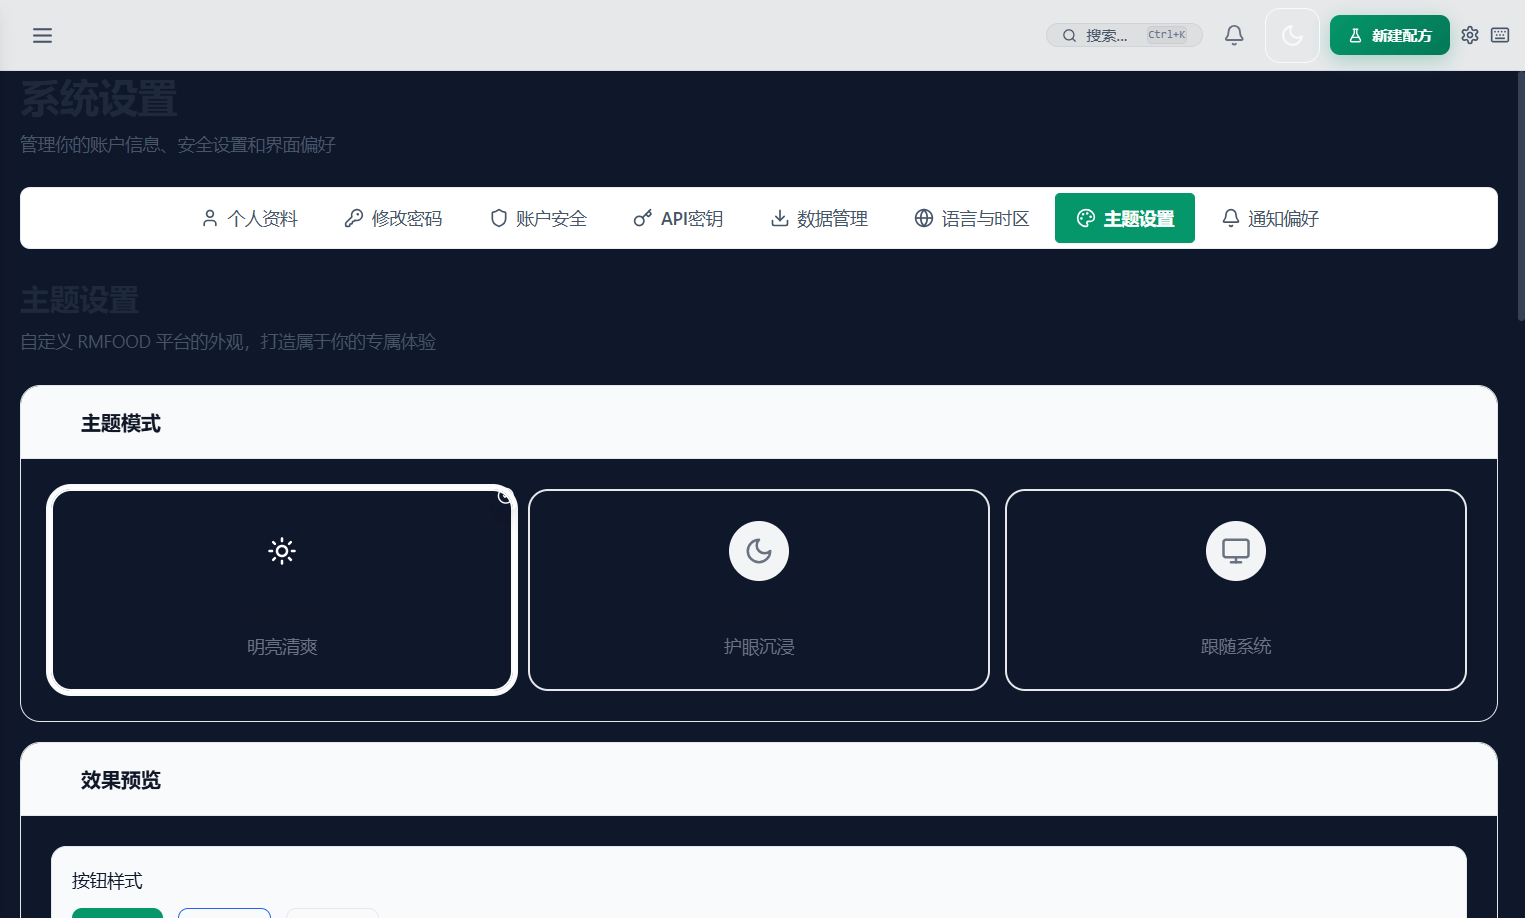 搜索... Ctrl+K 新建配方
系统设置
管理你的账户信息、安全设置和界面偏好
个人资料 修改密码 账户安全 API密钥 数据管理 语言与时区 主题设置 通知偏好
主题设置
自定义 RMFOOD 平台的外观，打造属于你的专属体验
主题模式
明亮清爽 护眼沉浸 跟随系统
效果预览
按钮样式